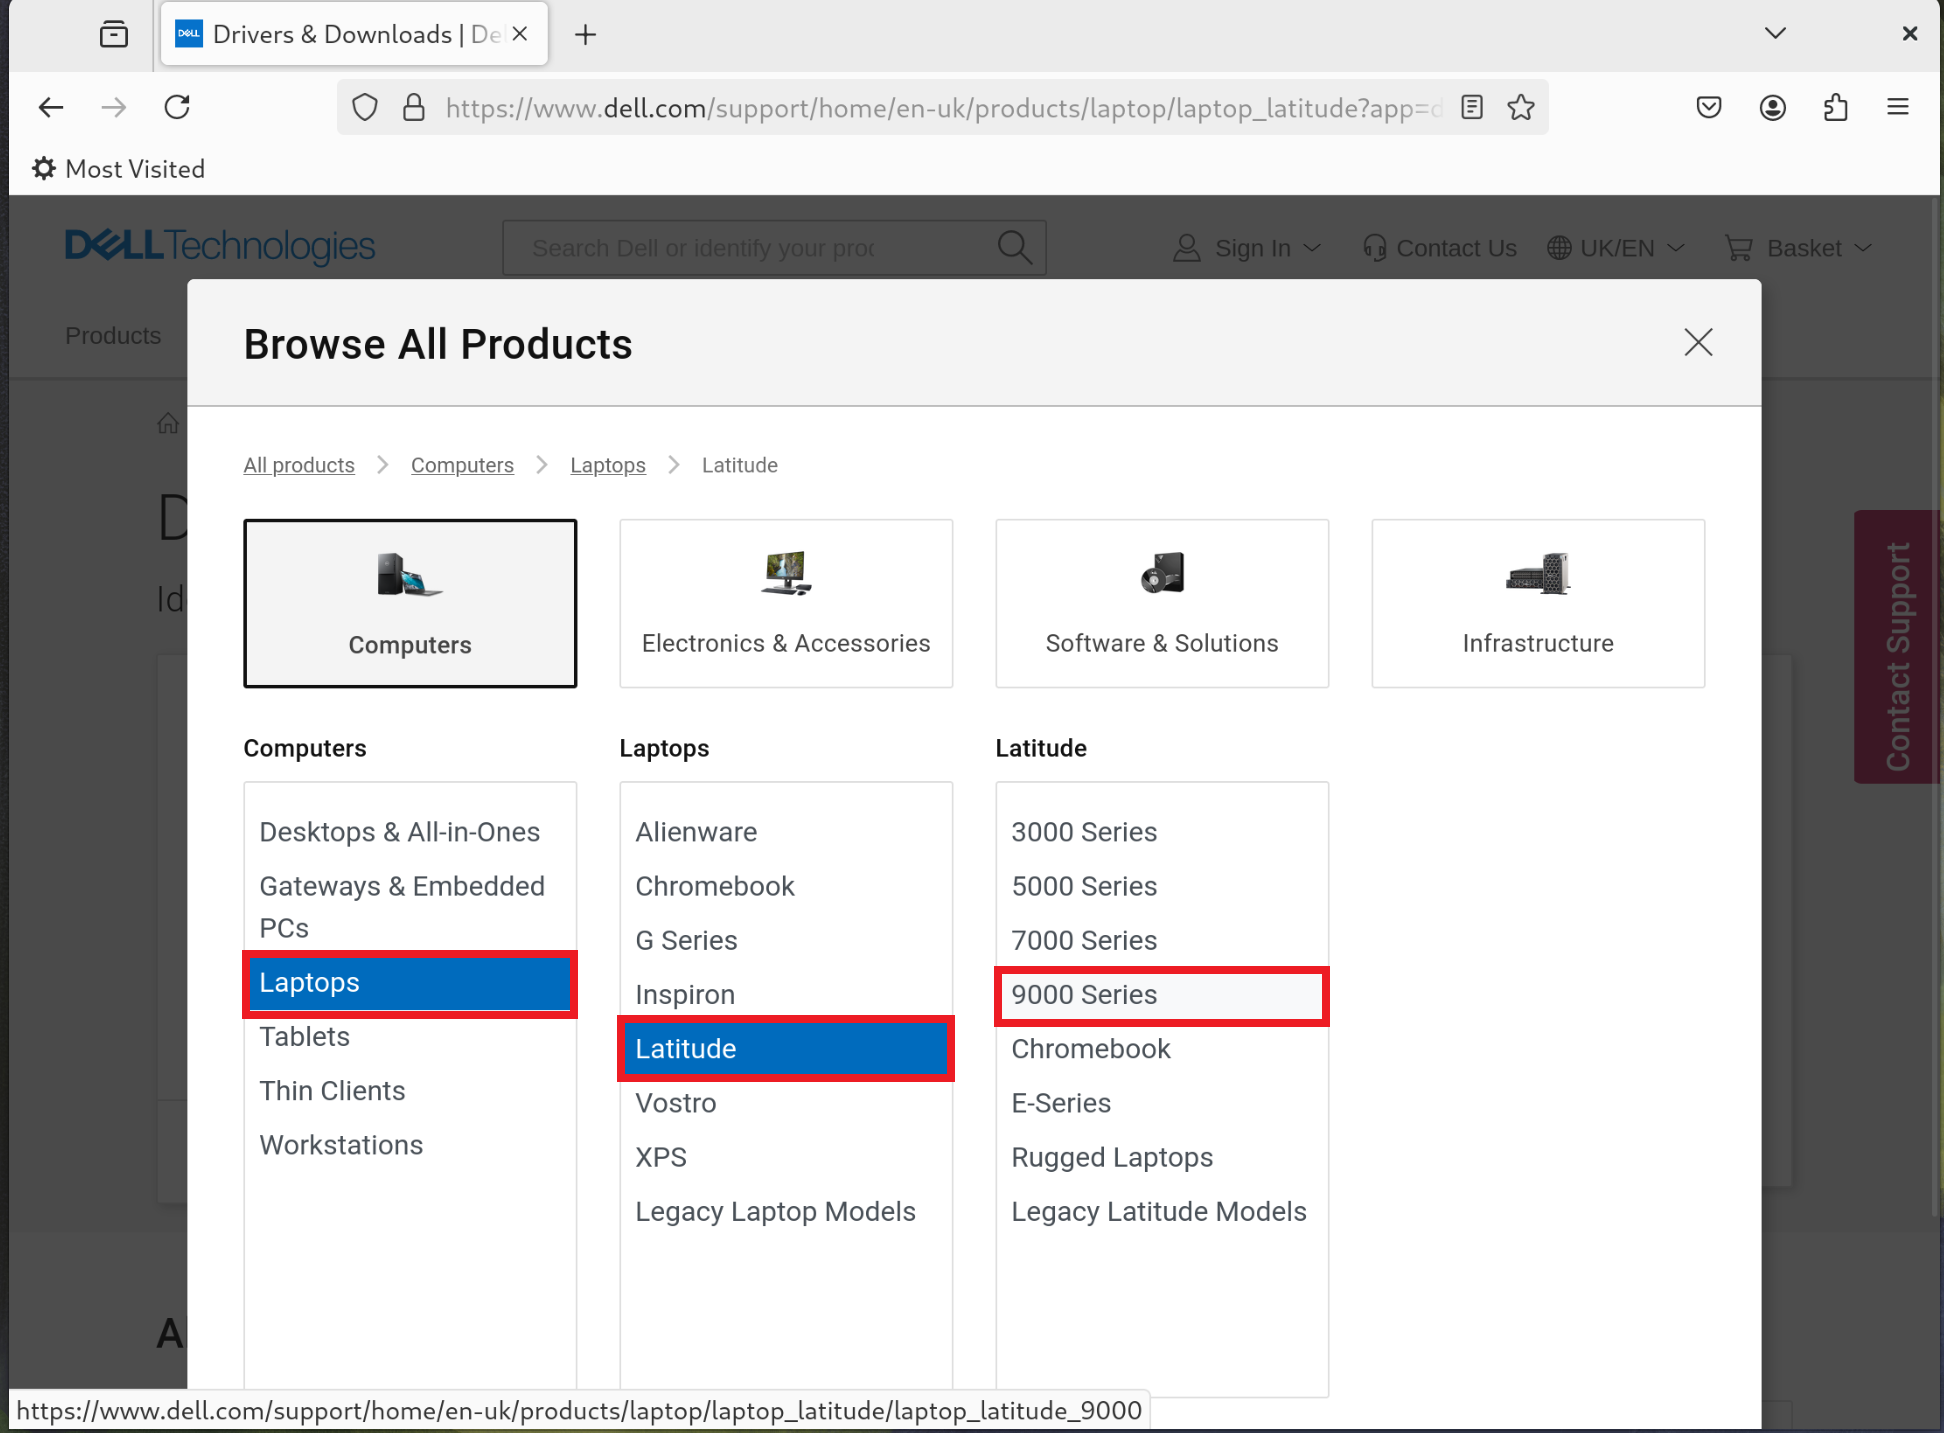 DELL Drivers & Downloads | De
https://www.dell.com/support/home/en-uk/products/laptop/laptop_latitude?app=d
Most Visited
DELLTechnologies
Search Dell or identify your proc
Sign In
Contact Us
UK/EN
Basket
Products
Browse All Products
All products
Computers
Laptops
Latitude
D
Id
Computers
Electronics & Accessories
Software & Solutions
Infrastructure
Contact Support
Computers
Desktops & All-in-Ones
Gateways & Embedded
PCs
Laptops
Tablets
Thin Clients
Workstations
Laptops
Alienware
Chromebook
G Series
Inspiron
Latitude
Vostro
XPS
Legacy Laptop Models
Latitude
3000 Series
5000 Series
7000 Series
9000 Series
Chromebook
E-Series
Rugged Laptops
Legacy Latitude Models
A
https://www.dell.com/support/home/en-uk/products/laptop/laptop_latitude/laptop_latitude_9000